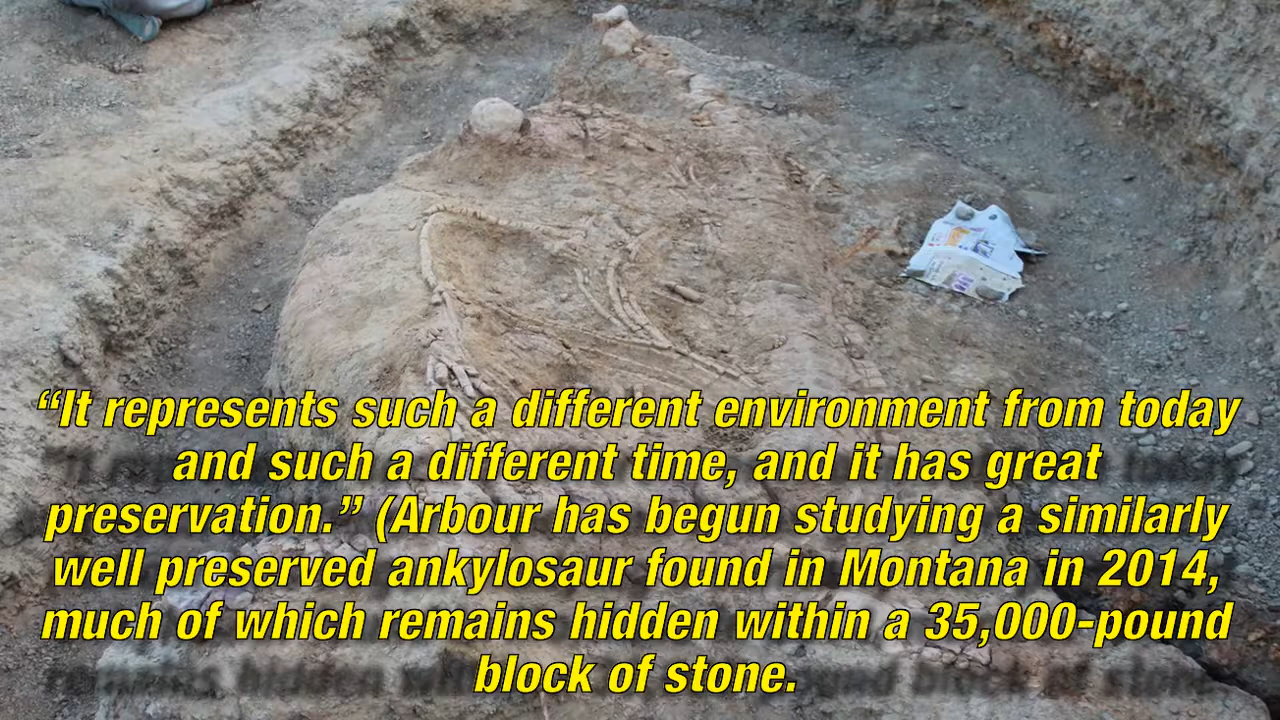 “It represents such a different environment from today
and such a different time, and it has great
preservation.” (Arbour has begun studying a similarly
well preserved ankylosaur found in Montana in 2014,
much of which remains hidden within a 35,000-pound
block of stone.